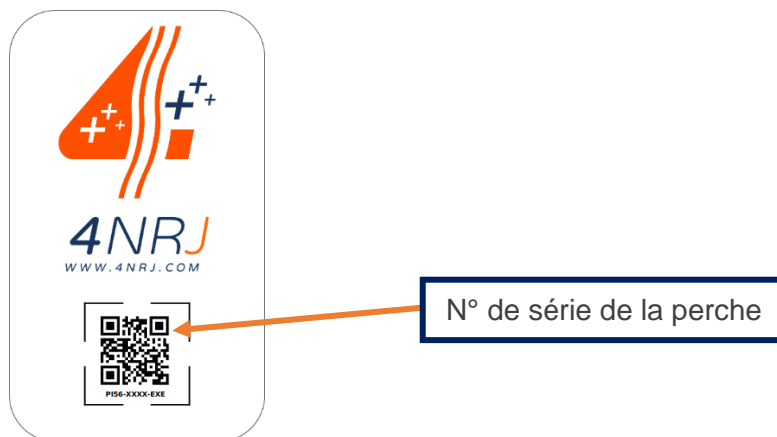 4NRJ
WWW.4NRJ.COM
N° de série de la perche
PI56-XXXX-EXE